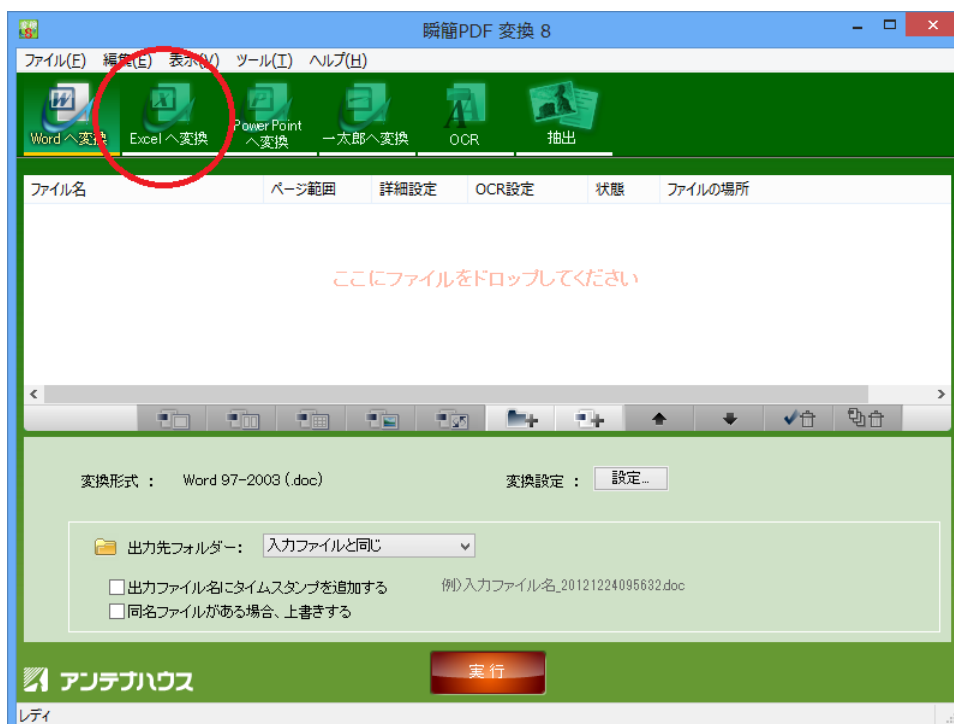 瞬簡PDF 変換 8
ファイル(F) 編集(E) 表示(V) ツール(T) ヘルプ(H)
Wordへ変換 Excelへ変換 PowerPointへ変換 一太郎へ変換 OCR 抽出
ファイル名 ページ範囲 詳細設定 OCR設定 状態 ファイルの場所
ここにファイルをドロップしてください
変換形式 : Word 97-2003 (.doc) 変換設定 : 設定...
出力先フォルダー: 入力ファイルと同じ
出力ファイル名にタイムスタンプを追加する 例)入力ファイル名_20121224095632.doc
同名ファイルがある場合、上書きする
アンテナハウス 実行
レディ